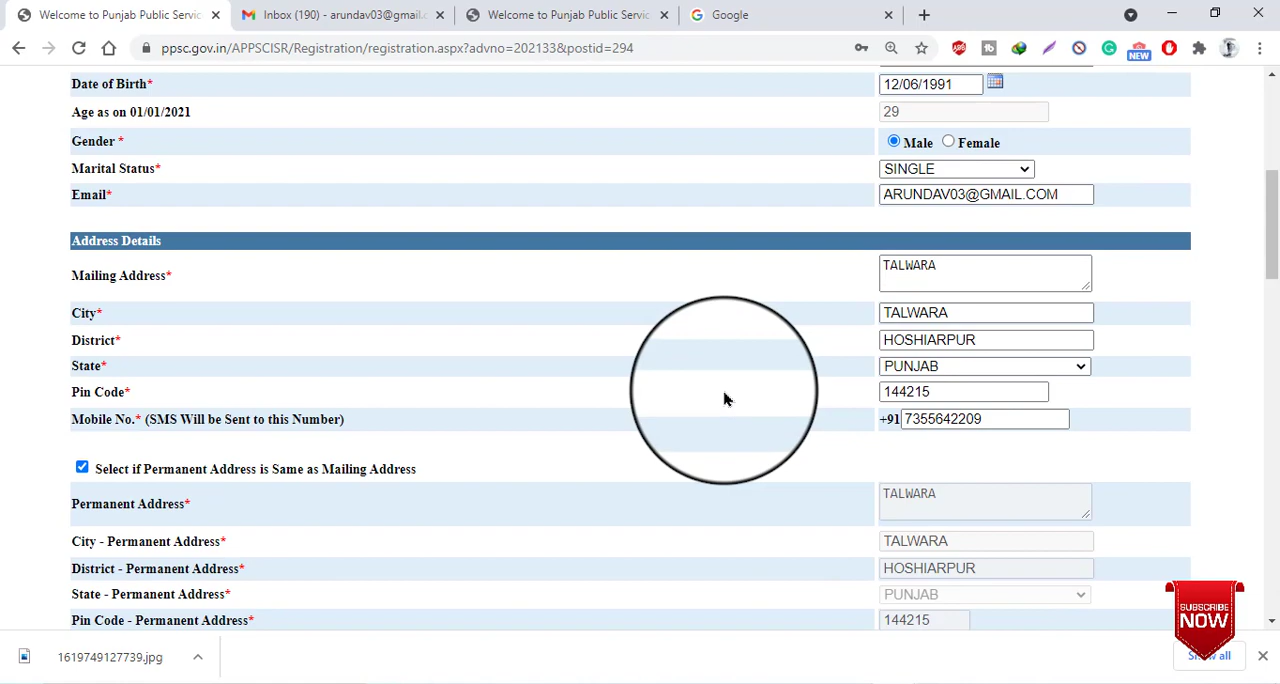 Welcome to Punjab Public Servic
Inbox (190) - arundav03@gmail.c
Welcome to Punjab Public Servic
Google
ppsc.gov.in/APPSCISR/Registration/registration.aspx?advno=202133&postid=294
NEW
Date of Birth* 12/06/1991
Age as on 01/01/2021 29
Gender * Male Female
Marital Status* SINGLE
Email* ARUNDAV03@GMAIL.COM
Address Details
Mailing Address* TALWARA
City* TALWARA
District* HOSHIARPUR
State* PUNJAB
Pin Code* 144215
Mobile No.* (SMS Will be Sent to this Number) +91 7355642209
Select if Permanent Address is Same as Mailing Address
Permanent Address* TALWARA
City - Permanent Address* TALWARA
District - Permanent Address* HOSHIARPUR
State - Permanent Address* PUNJAB
Pin Code - Permanent Address* 144215
SUBSCRIBE
NOW
1619749127739.jpg
Show all